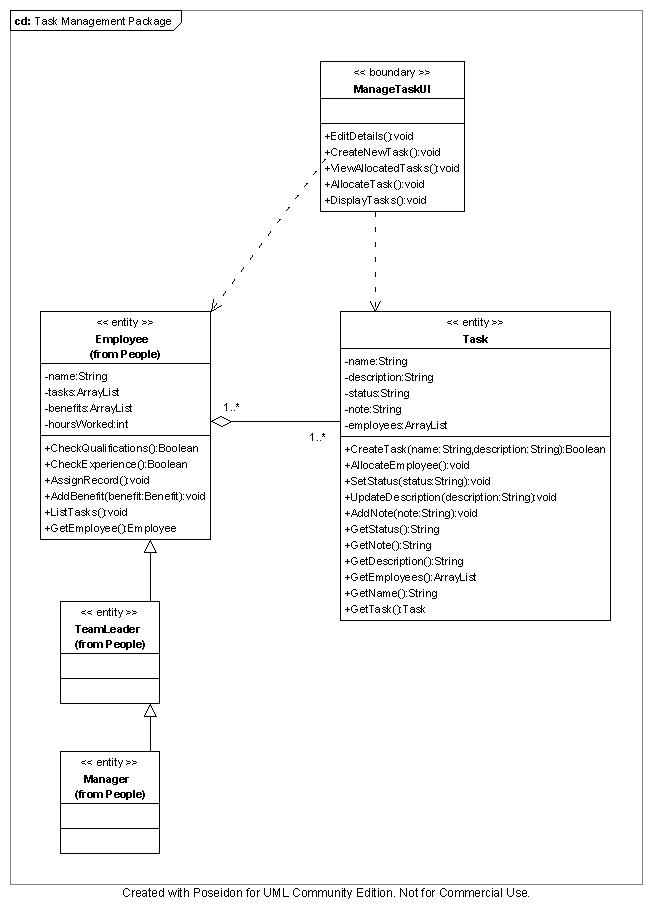 cd: Task Management Package
<< boundary >>
ManageTaskUI
+EditDetails():void
+CreateNewTask():void
+ViewAllocatedTasks():void
+AllocateTask():void
+DisplayTasks():void
<< entity >>
Employee
(from People)
-name:String
-tasks:ArrayList
-benefits:ArrayList
-hoursWorked:int
+CheckQualifications():Boolean
+CheckExperience():Boolean
+AssignRecord():void
+AddBenefit(benefit:Benefit):void
+ListTasks():void
+GetEmployee():Employee
1..*
1..*
<< entity >>
Task
-name:String
-description:String
-status:String
-note:String
-employees:ArrayList
+CreateTask(name:String,description:String):Boolean
+AllocateEmployee():void
+SetStatus(status:String):void
+UpdateDescription(description:String):void
+AddNote(note:String):void
+GetStatus():String
+GetNote():String
+GetDescription():String
+GetEmployees():ArrayList
+GetName():String
+GetTask():Task
<< entity >>
TeamLeader
(from People)
<< entity >>
Manager
(from People)
Created with Poseidon for UML Community Edition. Not for Commercial Use.